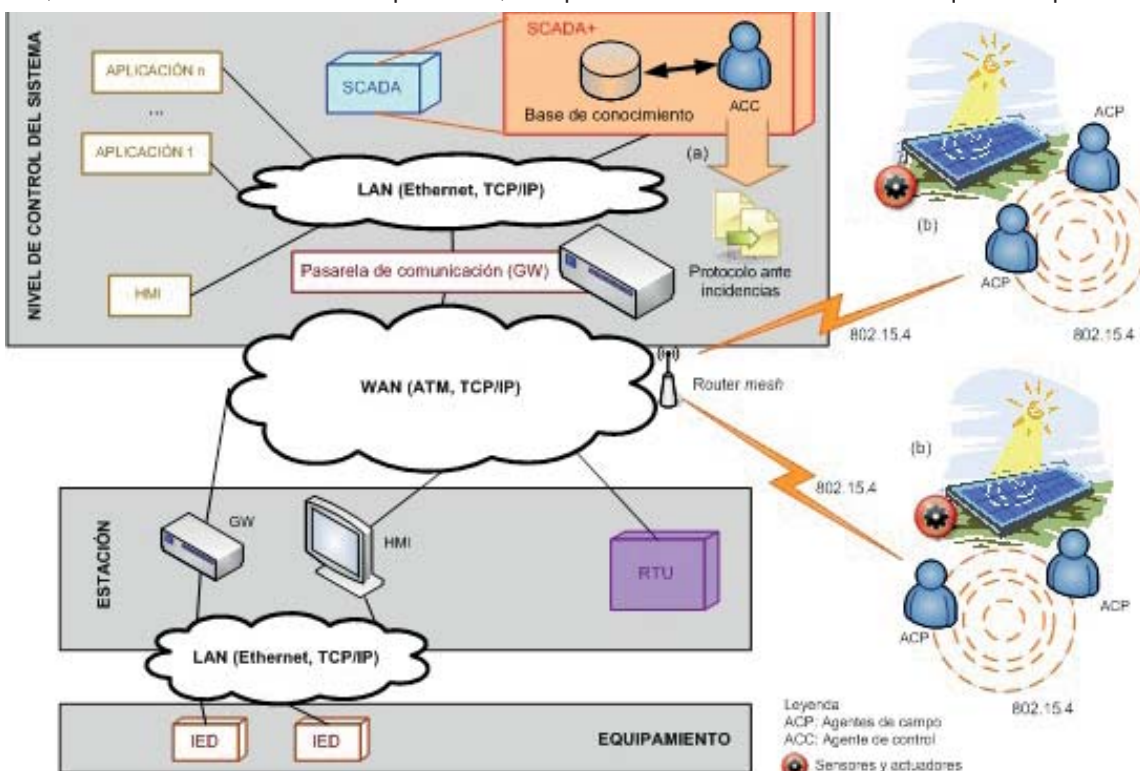 NIVEL DE CONTROL DEL SISTEMA
APLICACIÓN n
...
APLICACIÓN 1
HMI
SCADA
SCADA+
Base de conocimiento
ACC
(a)
LAN (Ethernet, TCP/IP)
Pasarela de comunicación (GW)
Protocolo ante
incidencias
ACP
(b)
ACP
802.15.4
802.15.4
WAN (ATM, TCP/IP)
Router mesh
(b)
802.15.4
ACP
ACP
802.15.4
ESTACIÓN
GW
HMI
RTU
LAN (Ethernet, TCP/IP)
IED
IED
EQUIPAMIENTO
Leyenda
ACP: Agentes de campo
ACC: Agente de control
Sensores y actuadores